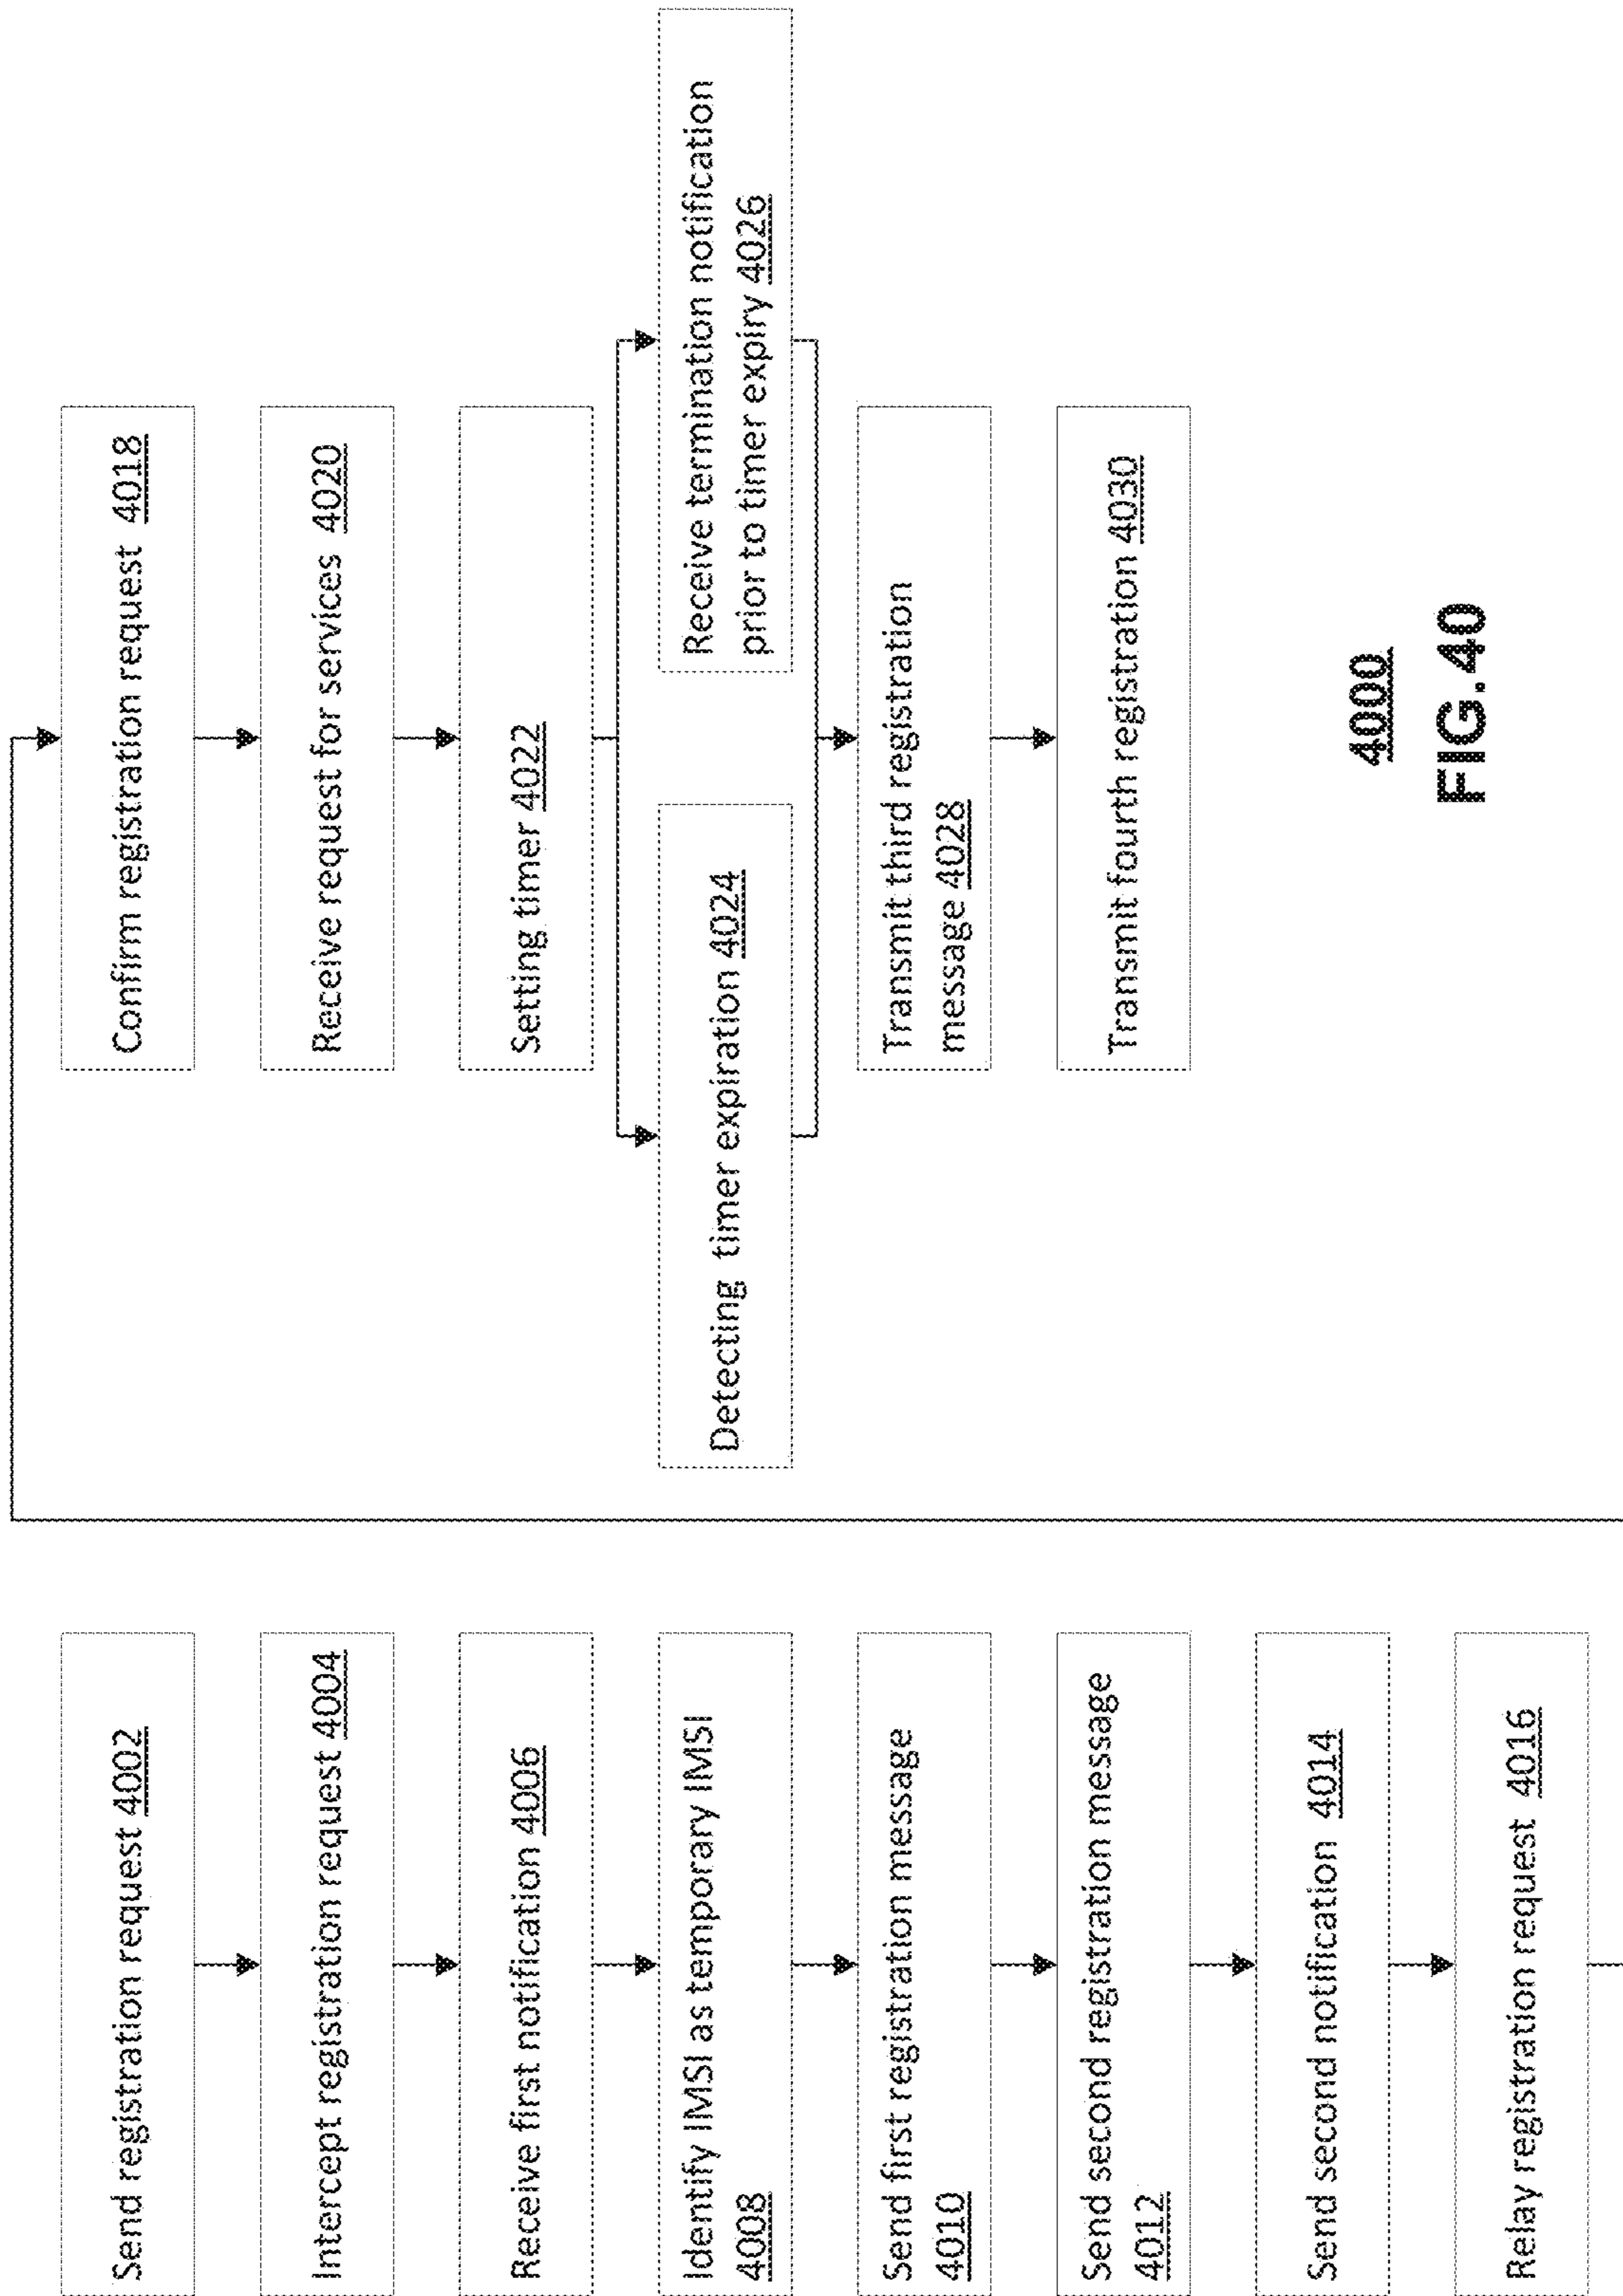 Send registration request 4002
Intercept registration request 4004
Receive first notification 4006
Identify IMSI as temporary IMSI
4008
Send first registration message
4010
Send second registration message
4012
Send second notification 4014
Relay registration request 4016
Confirm registration request 4018
Receive request for services 4020
Setting timer 4022
Detecting timer expiration 4024
Receive termination notification
prior to timer expiry 4026
Transmit third registration
message 4028
Transmit fourth registration 4030
4000
FIG.40